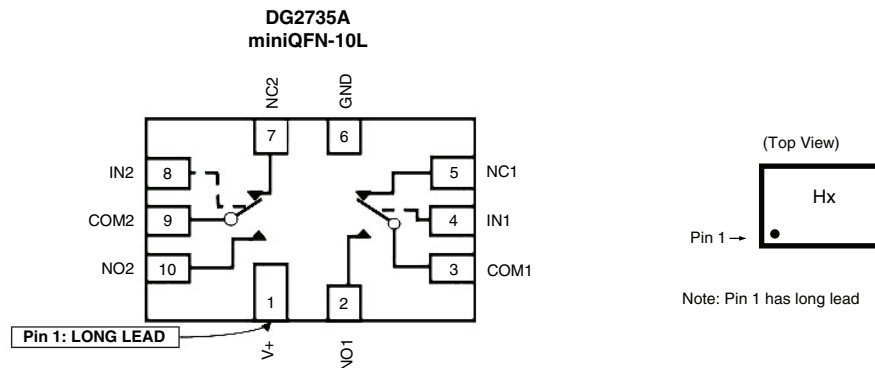 DG2735A
miniQFN-10L
NC2
GND
7
6
IN2
8
5
NC1
COM2
9
4
IN1
NO2
10
3
COM1
1
2
Pin 1: LONG LEAD
V+
NO1
(Top View)
Hx
Pin 1
Note: Pin 1 has long lead